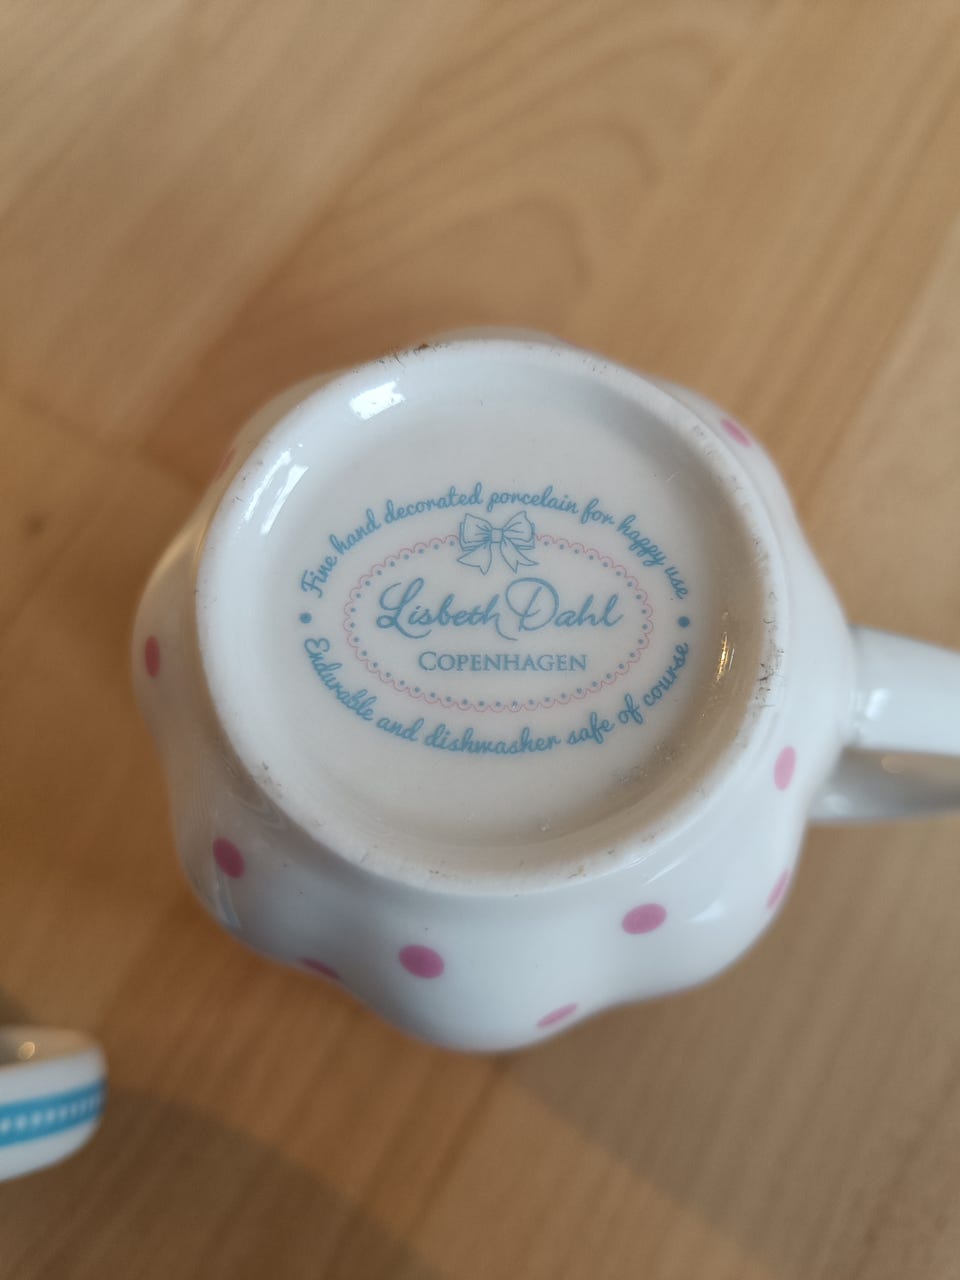 Fine hand decorated porcelain for happy use
Lisbeth Dahl
COPENHAGEN
Endurable and dishwasher safe of course